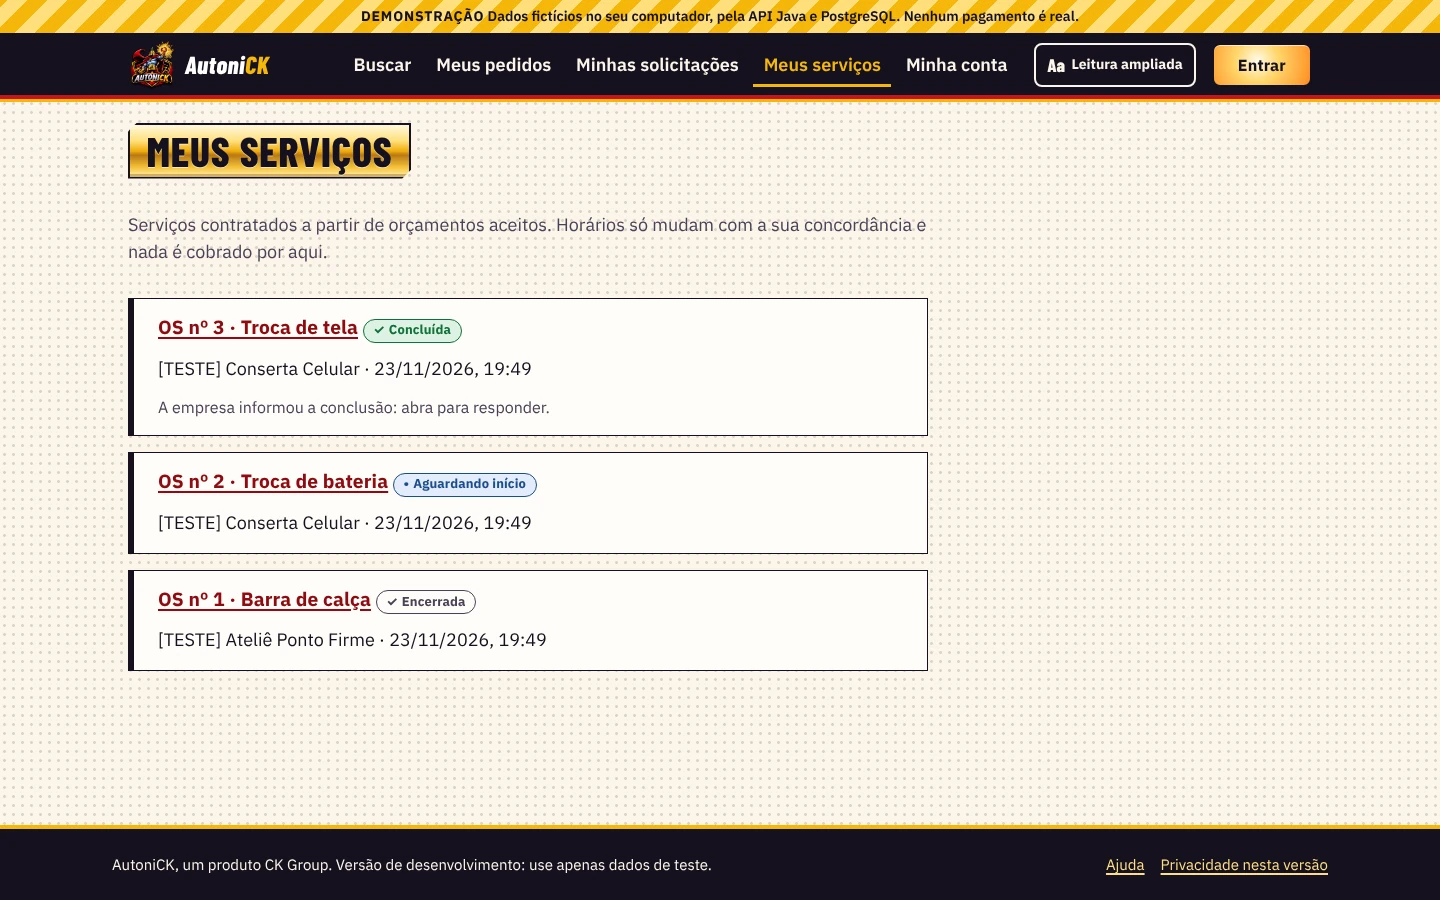 DEMONSTRAÇÃO Dados fictícios no seu computador, pela API Java e PostgreSQL. Nenhum pagamento é real.
AUTONICK AutoniCK Buscar Meus pedidos Minhas solicitações Meus serviços Minha conta Aa Leitura ampliada Entrar
MEUS SERVIÇOS
Serviços contratados a partir de orçamentos aceitos. Horários só mudam com a sua concordância e
nada é cobrado por aqui.
OS nº 3 · Troca de tela ✓ Concluída
[TESTE] Conserta Celular · 23/11/2026, 19:49
A empresa informou a conclusão: abra para responder.
OS nº 2 · Troca de bateria • Aguardando início
[TESTE] Conserta Celular · 23/11/2026, 19:49
OS nº 1 · Barra de calça ✓ Encerrada
[TESTE] Ateliê Ponto Firme · 23/11/2026, 19:49
AutoniCK, um produto CK Group. Versão de desenvolvimento: use apenas dados de teste. Ajuda Privacidade nesta versão